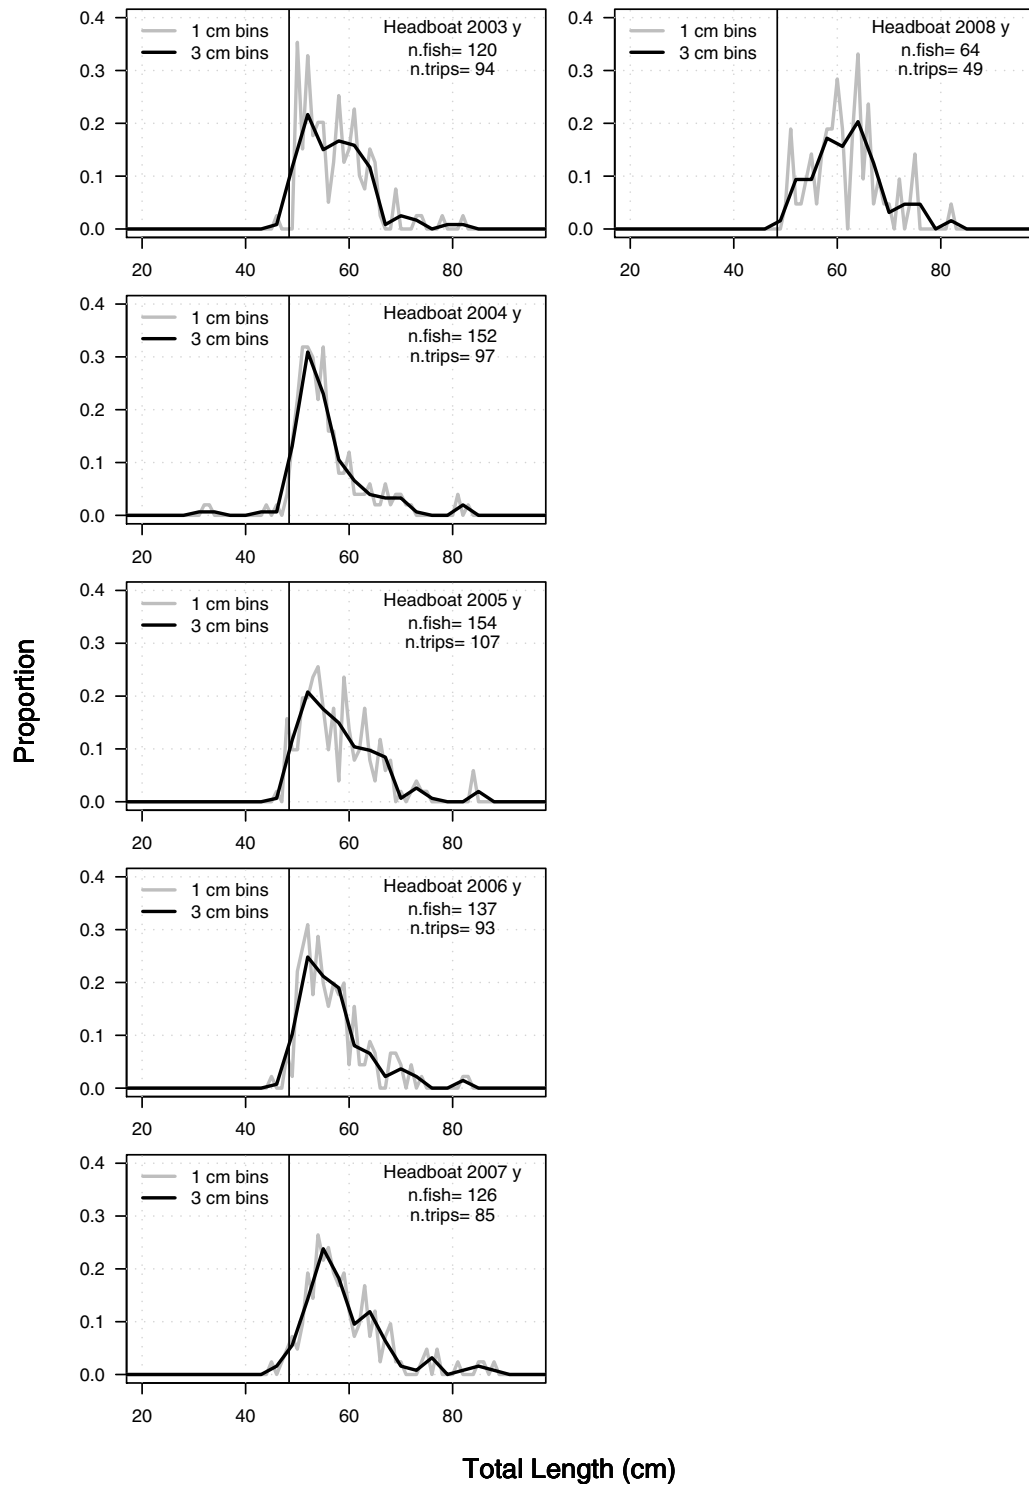 1 cm bins
3 cm bins
Headboat 2003 y
n.fish= 120
n.trips= 94
0.4
0.3
0.2
0.1
0.0
20 40 60 80
1 cm bins
3 cm bins
Headboat 2004 y
n.fish= 152
n.trips= 97
0.4
0.3
0.2
0.1
0.0
20 40 60 80
1 cm bins
3 cm bins
Headboat 2005 y
n.fish= 154
n.trips= 107
0.4
0.3
0.2
0.1
0.0
20 40 60 80
1 cm bins
3 cm bins
Headboat 2006 y
n.fish= 137
n.trips= 93
0.4
0.3
0.2
0.1
0.0
20 40 60 80
1 cm bins
3 cm bins
Headboat 2007 y
n.fish= 126
n.trips= 85
0.4
0.3
0.2
0.1
0.0
20 40 60 80
1 cm bins
3 cm bins
Headboat 2008 y
n.fish= 64
n.trips= 49
0.4
0.3
0.2
0.1
0.0
20 40 60 80
Proportion
Total Length (cm)